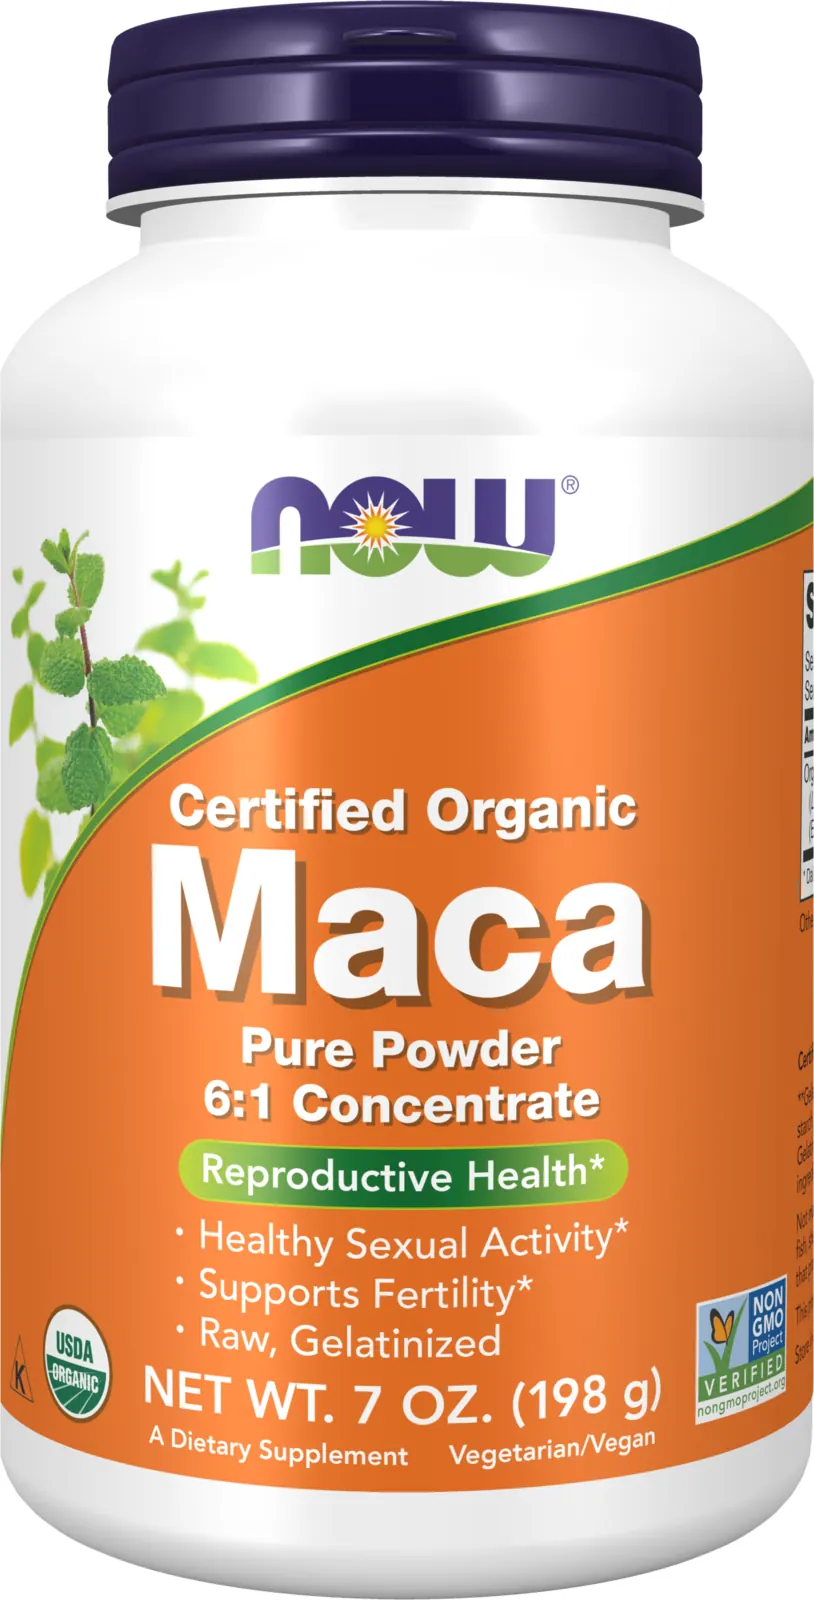 now®
Certified Organic
Maca
Pure Powder
6:1 Concentrate
Reproductive Health*
• Healthy Sexual Activity*
• Supports Fertility*
• Raw, Gelatinized
NET WT. 7 OZ. (198 g)
A Dietary Supplement Vegetarian/Vegan
K
USDA
ORGANIC
NON
GMO
Project
VERIFIED
nongmoproject.org